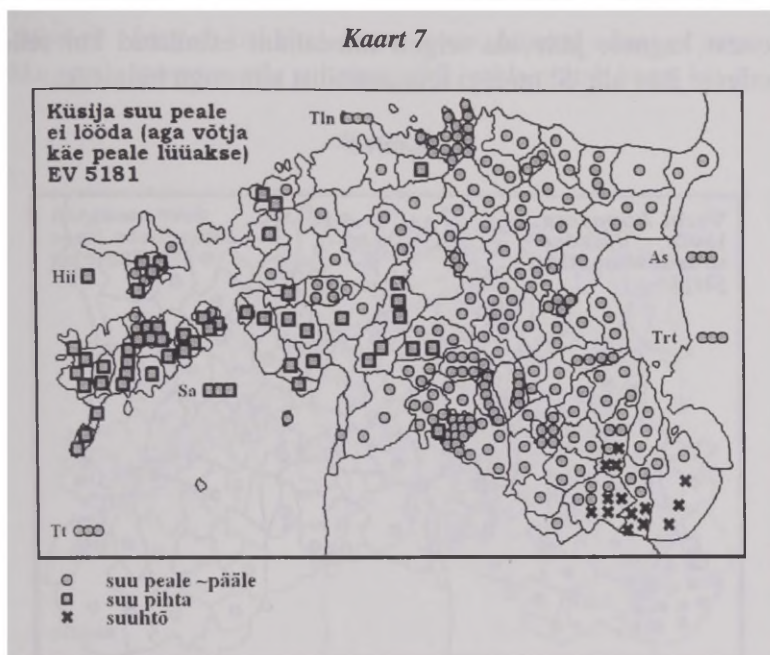 Kaart 7
Küsija suu peale
ei lööda (aga võtja
käe peale lüüakse)
EV 5181
Tln
Hii
As
Trt
Sa
Tt
suu peale ~pääle
suu pihta
suuhtõ